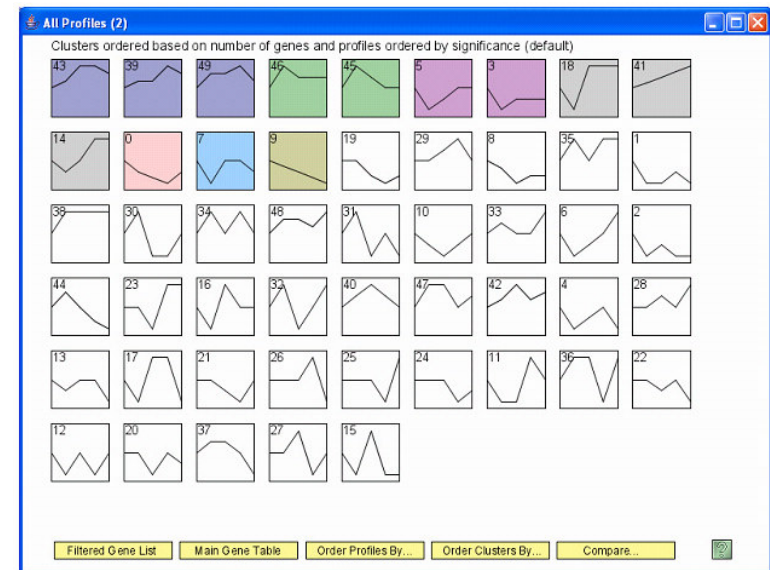 All Profiles (2)
Clusters ordered based on number of genes and profiles ordered by significance (default)
43 39 49 46 45 5 3 18 41
14 0 7 9 19 29 8 35 1
38 30 34 48 31 10 33 6 2
44 23 16 32 40 47 42 4 28
13 17 21 26 25 24 11 36 22
12 20 37 27 15
Filtered Gene List Main Gene Table Order Profiles By... Order Clusters By... Compare... ?